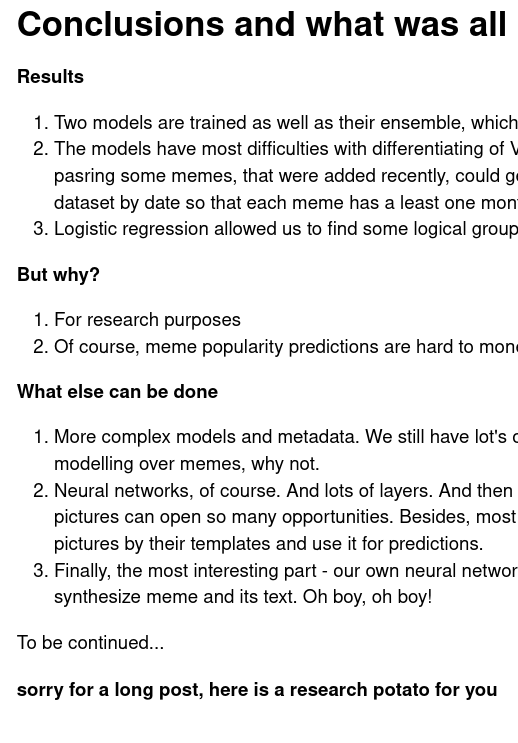 Conclusions and what was all
Results
1. Two models are trained as well as their ensemble, which
2. The models have most difficulties with differentiating of
pasring some memes, that were added recently, could
dataset by date so that each meme has a least one
3. Logistic regression allowed us to find some logical
But why?
1. For research purposes
2. Of course, meme popularity predictions are hard to
What else can be done
1. More complex models and metadata. We still have lot's
modelling over memes, why not.
2. Neural networks, of course. And lots of layers. And then
pictures can open so many opportunities. Besides, most
pictures by their templates and use it for predictions.
3. Finally, the most interesting part - our own neural
synthesize meme and its text. Oh boy, oh boy!
To be continued...
sorry for a long post, here is a research potato for you